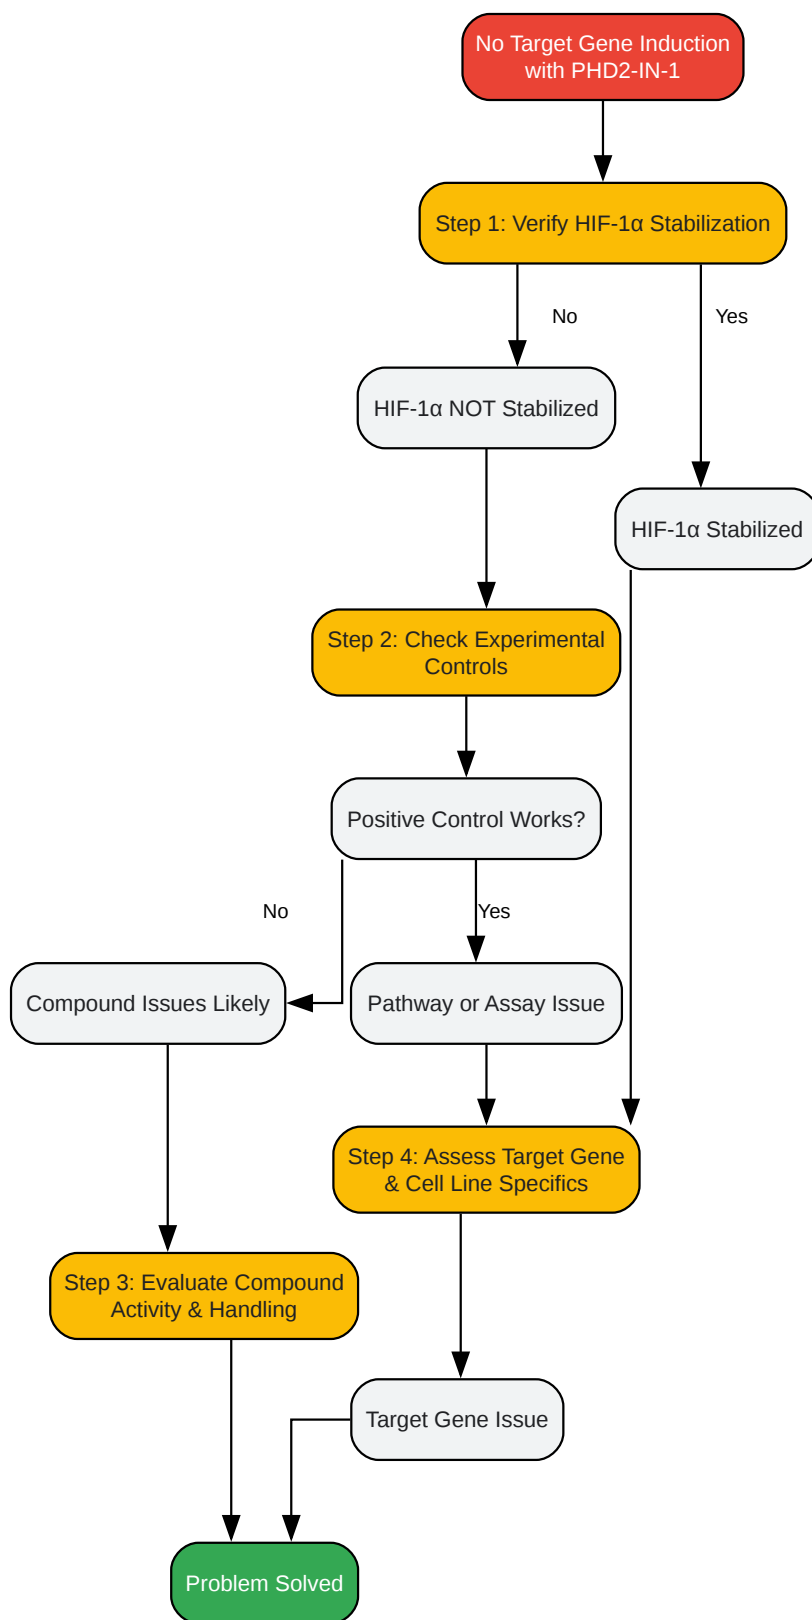 No Target Gene Induction
with PHD2-IN-1
Step 1: Verify HIF-1α Stabilization
No
Yes
HIF-1α NOT Stabilized
HIF-1α Stabilized
Step 2: Check Experimental
Controls
Positive Control Works?
No
Yes
Compound Issues Likely
Pathway or Assay Issue
Step 4: Assess Target Gene
& Cell Line Specifics
Step 3: Evaluate Compound
Activity & Handling
Target Gene Issue
Problem Solved